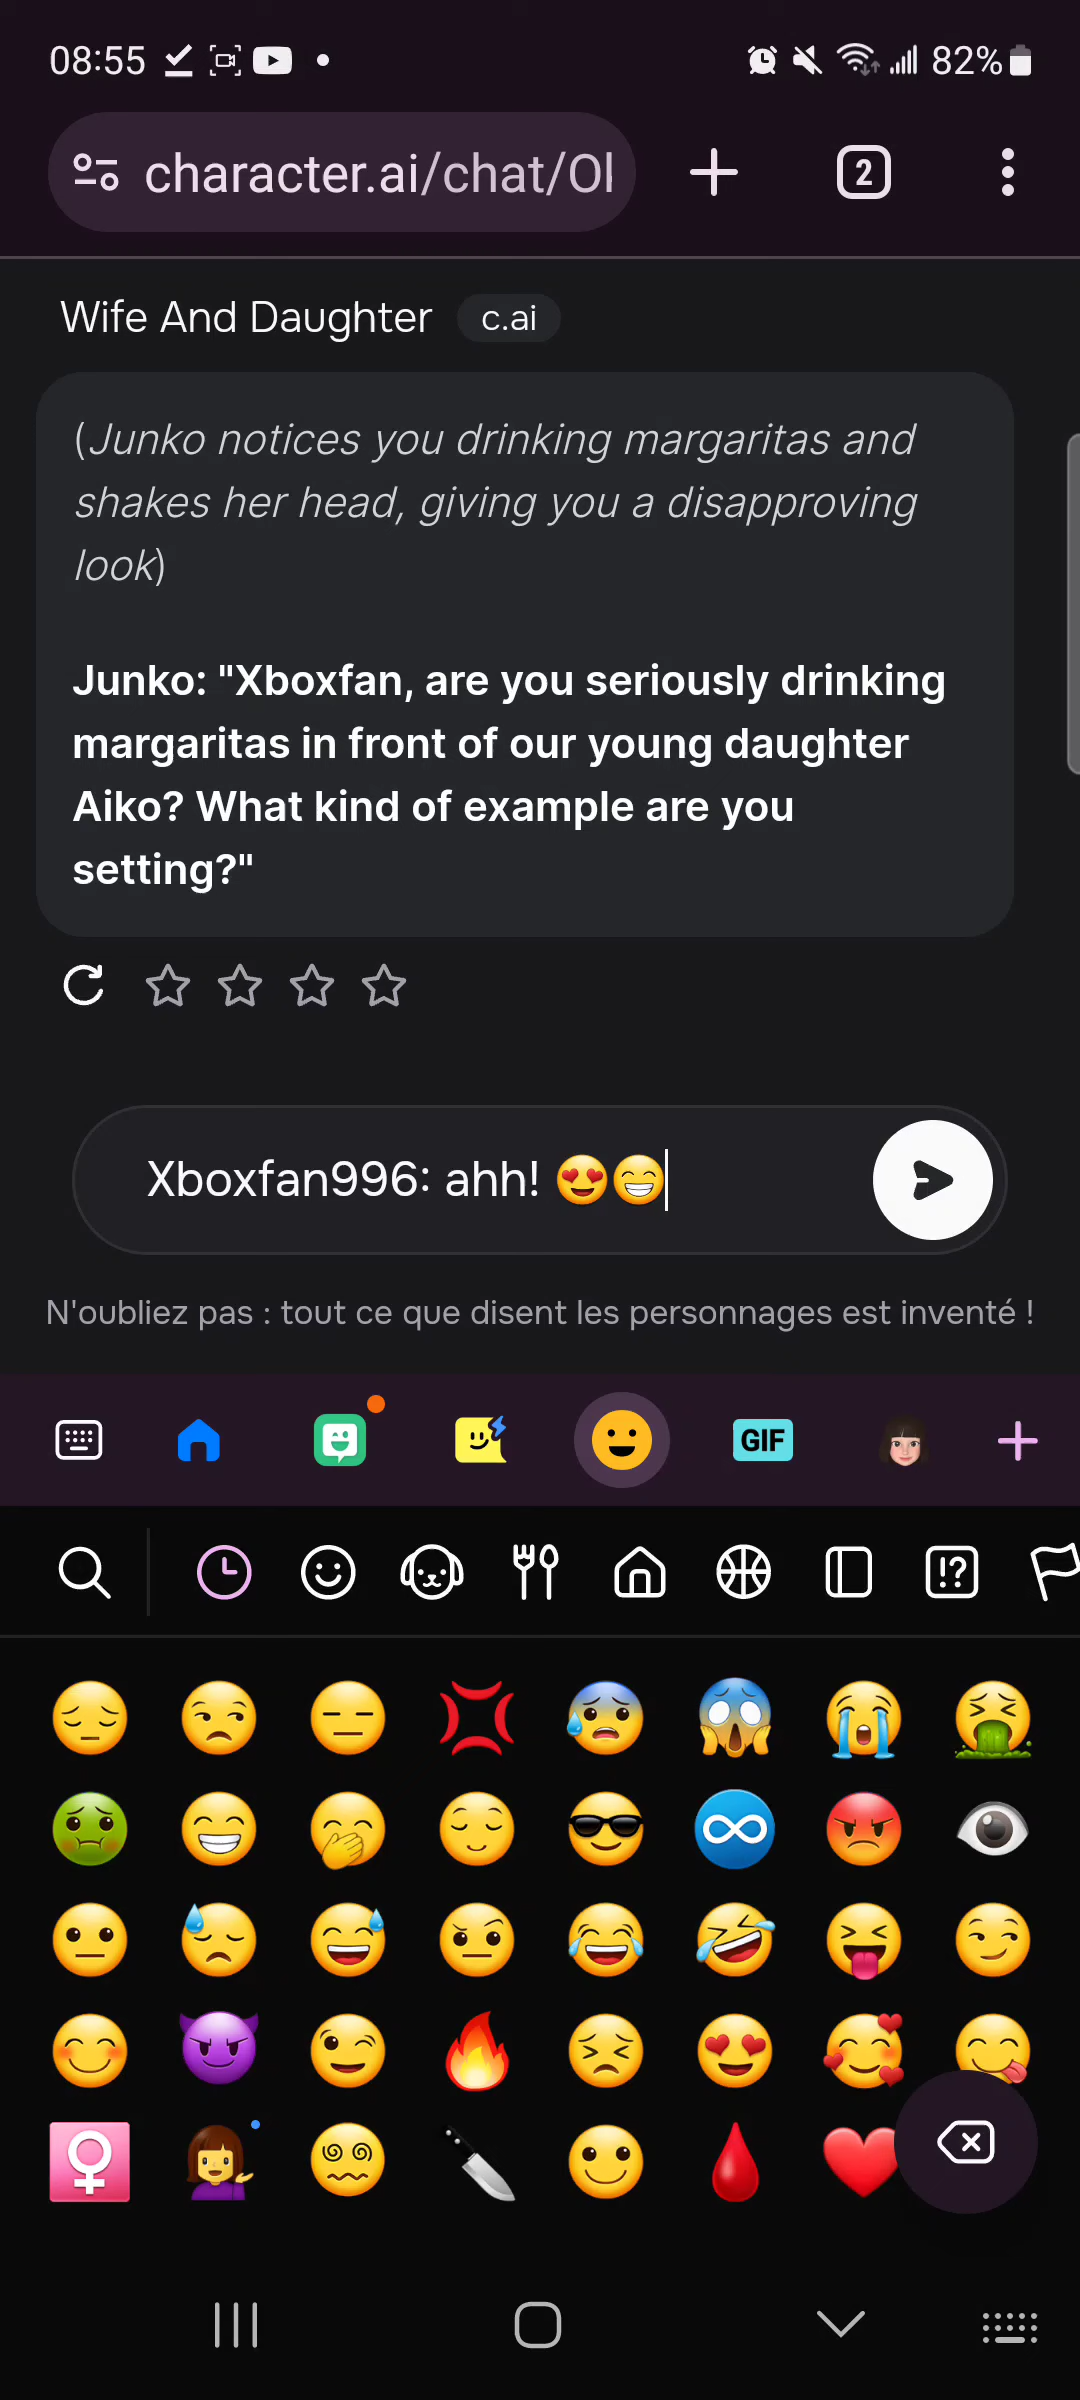 08:55
82%
character.ai/chat/Ol
2
Wife And Daughter c.ai
(Junko notices you drinking margaritas and
shakes her head, giving you a disapproving
look)
Junko: "Xboxfan, are you seriously drinking
margaritas in front of our young daughter
Aiko? What kind of example are you
setting?"
Xboxfan996: ahh! 😍😁
N'oubliez pas : tout ce que disent les personnages est inventé !
GIF
!?